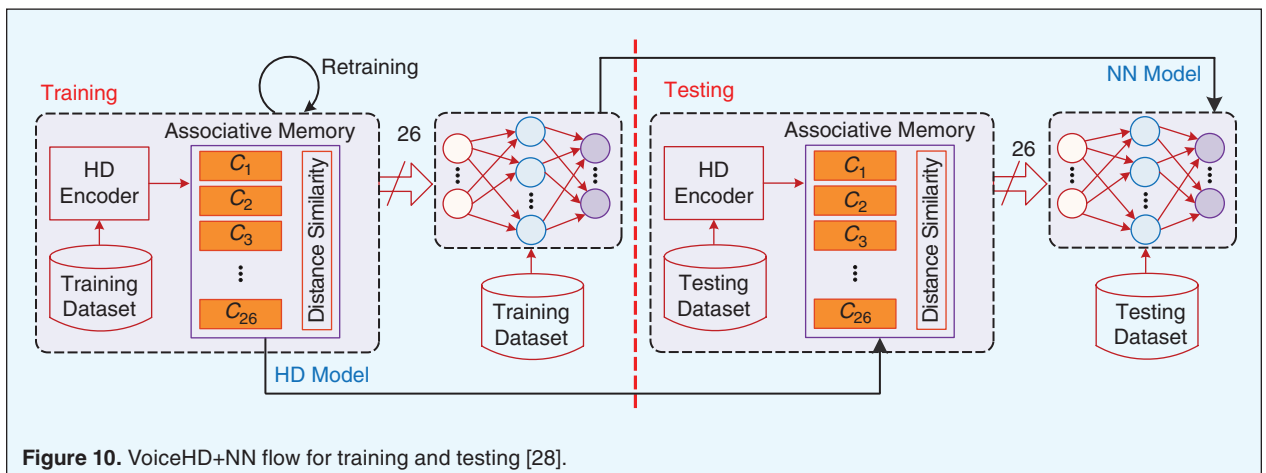 Retraining
NN Model
Training
Testing
Associative Memory
26
HD
Encoder
C1
C2
C3
C26
Distance Similarity
Training
Dataset
Training
Dataset
Associative Memory
26
HD
Encoder
C1
C2
C3
C26
Distance Similarity
Testing
Dataset
Testing
Dataset
HD Model
Figure 10. VoiceHD+NN flow for training and testing [28].